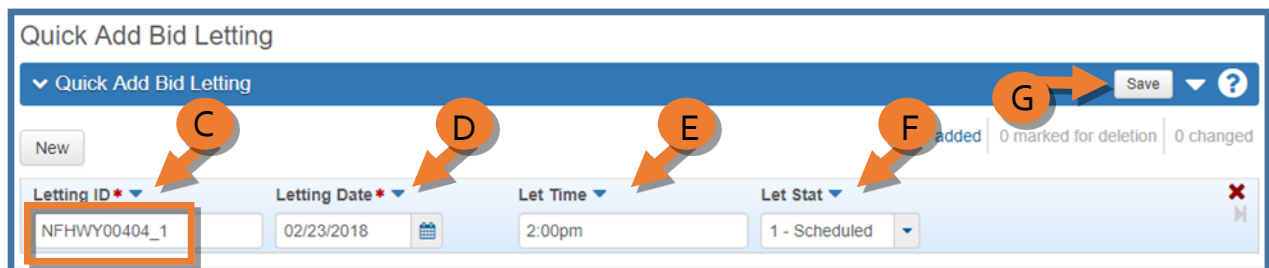 Quick Add Bid Letting
Quick Add Bid Letting
G
Save
?
C
D
E
F
New
added
0 marked for deletion
0 changed
Letting ID*
Letting Date*
Let Time
Let Stat
NFHWY00404_1
02/23/2018
2:00pm
1 - Scheduled